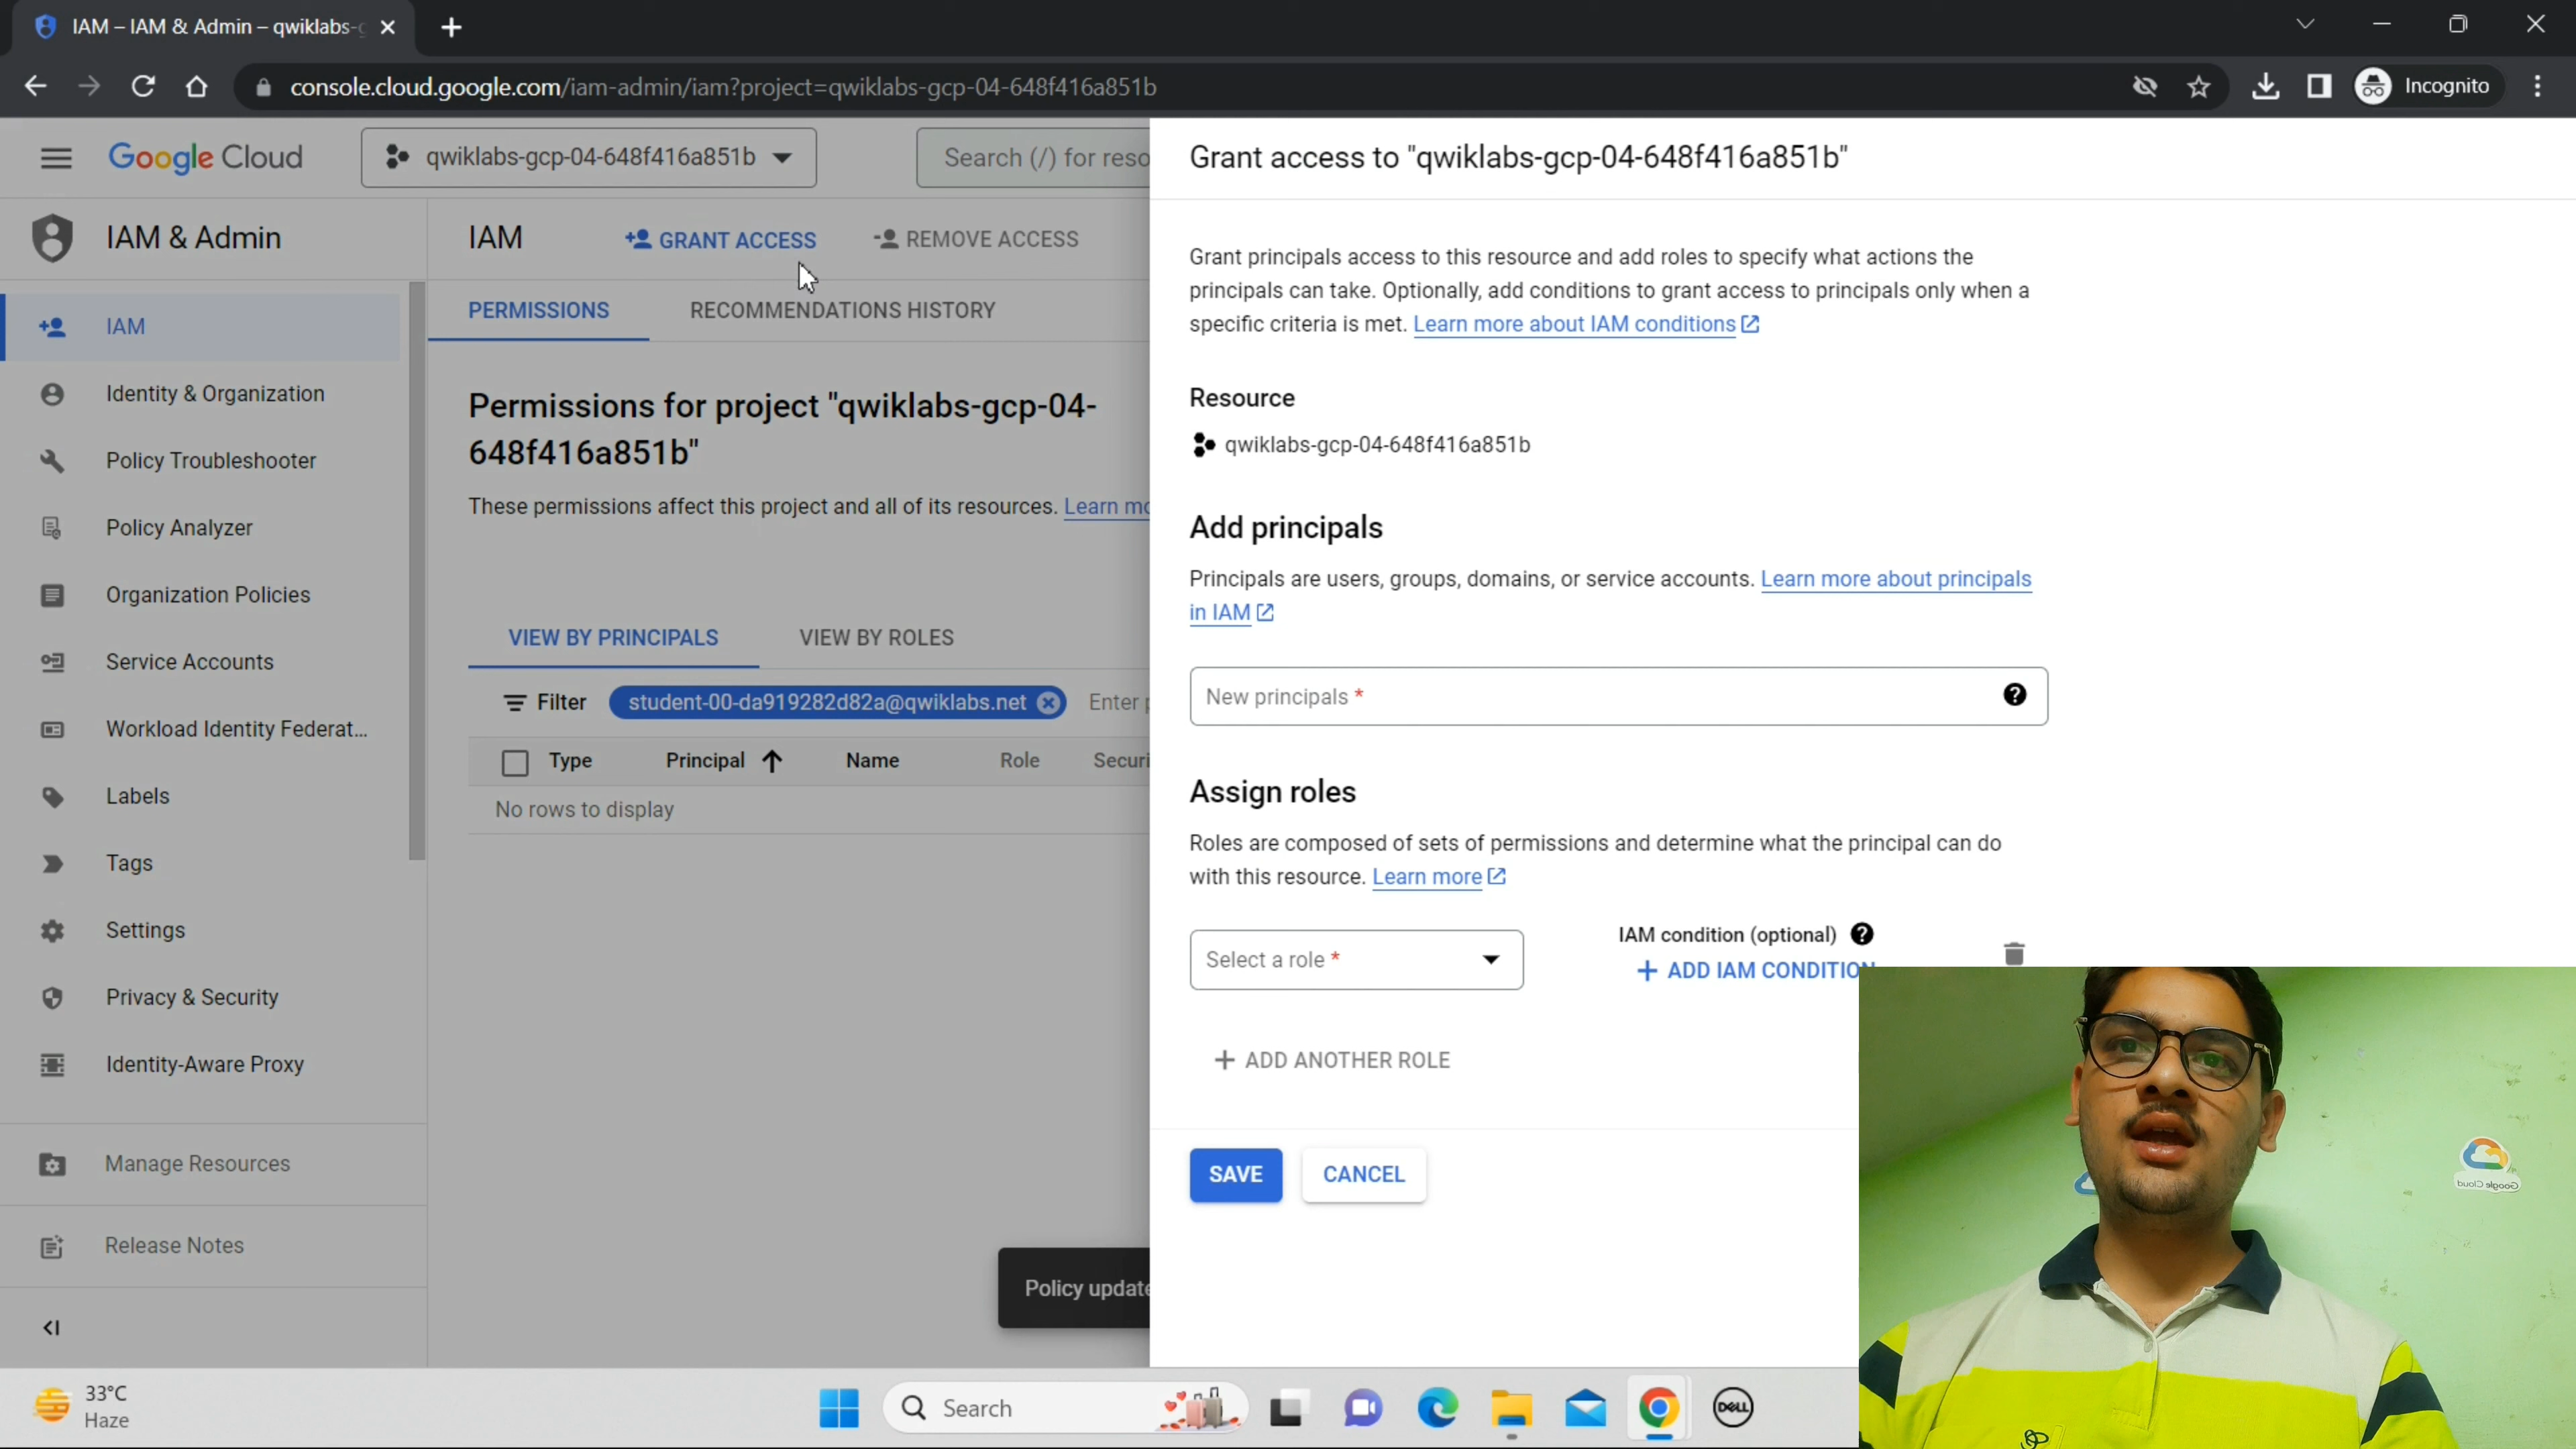 IAM – IAM & Admin – qwiklabs-g
console.cloud.google.com/iam-admin/iam?project=qwiklabs-gcp-04-648f416a851b
Incognito
Google Cloud
qwiklabs-gcp-04-648f416a851b
Search (/) for reso
IAM & Admin
IAM
Identity & Organization
Policy Troubleshooter
Policy Analyzer
Organization Policies
Service Accounts
Workload Identity Federat...
Labels
Tags
Settings
Privacy & Security
Identity-Aware Proxy
Manage Resources
Release Notes
IAM
GRANT ACCESS
REMOVE ACCESS
PERMISSIONS
RECOMMENDATIONS HISTORY
Permissions for project "qwiklabs-gcp-04-
648f416a851b"
These permissions affect this project and all of its resources. Learn mo
VIEW BY PRINCIPALS
VIEW BY ROLES
Filter
student-00-da919282d82a@qwiklabs.net
Enter p
Type
Principal
Name
Role
Securi
No rows to display
Policy update
Grant access to "qwiklabs-gcp-04-648f416a851b"
Grant principals access to this resource and add roles to specify what actions the
principals can take. Optionally, add conditions to grant access to principals only when a
specific criteria is met. Learn more about IAM conditions
Resource
qwiklabs-gcp-04-648f416a851b
Add principals
Principals are users, groups, domains, or service accounts. Learn more about principals
in IAM
New principals *
Assign roles
Roles are composed of sets of permissions and determine what the principal can do
with this resource. Learn more
Select a role *
IAM condition (optional)
+ ADD IAM CONDITION
+ ADD ANOTHER ROLE
SAVE
CANCEL
Google Cloud
33°C
Haze
Search
DELL